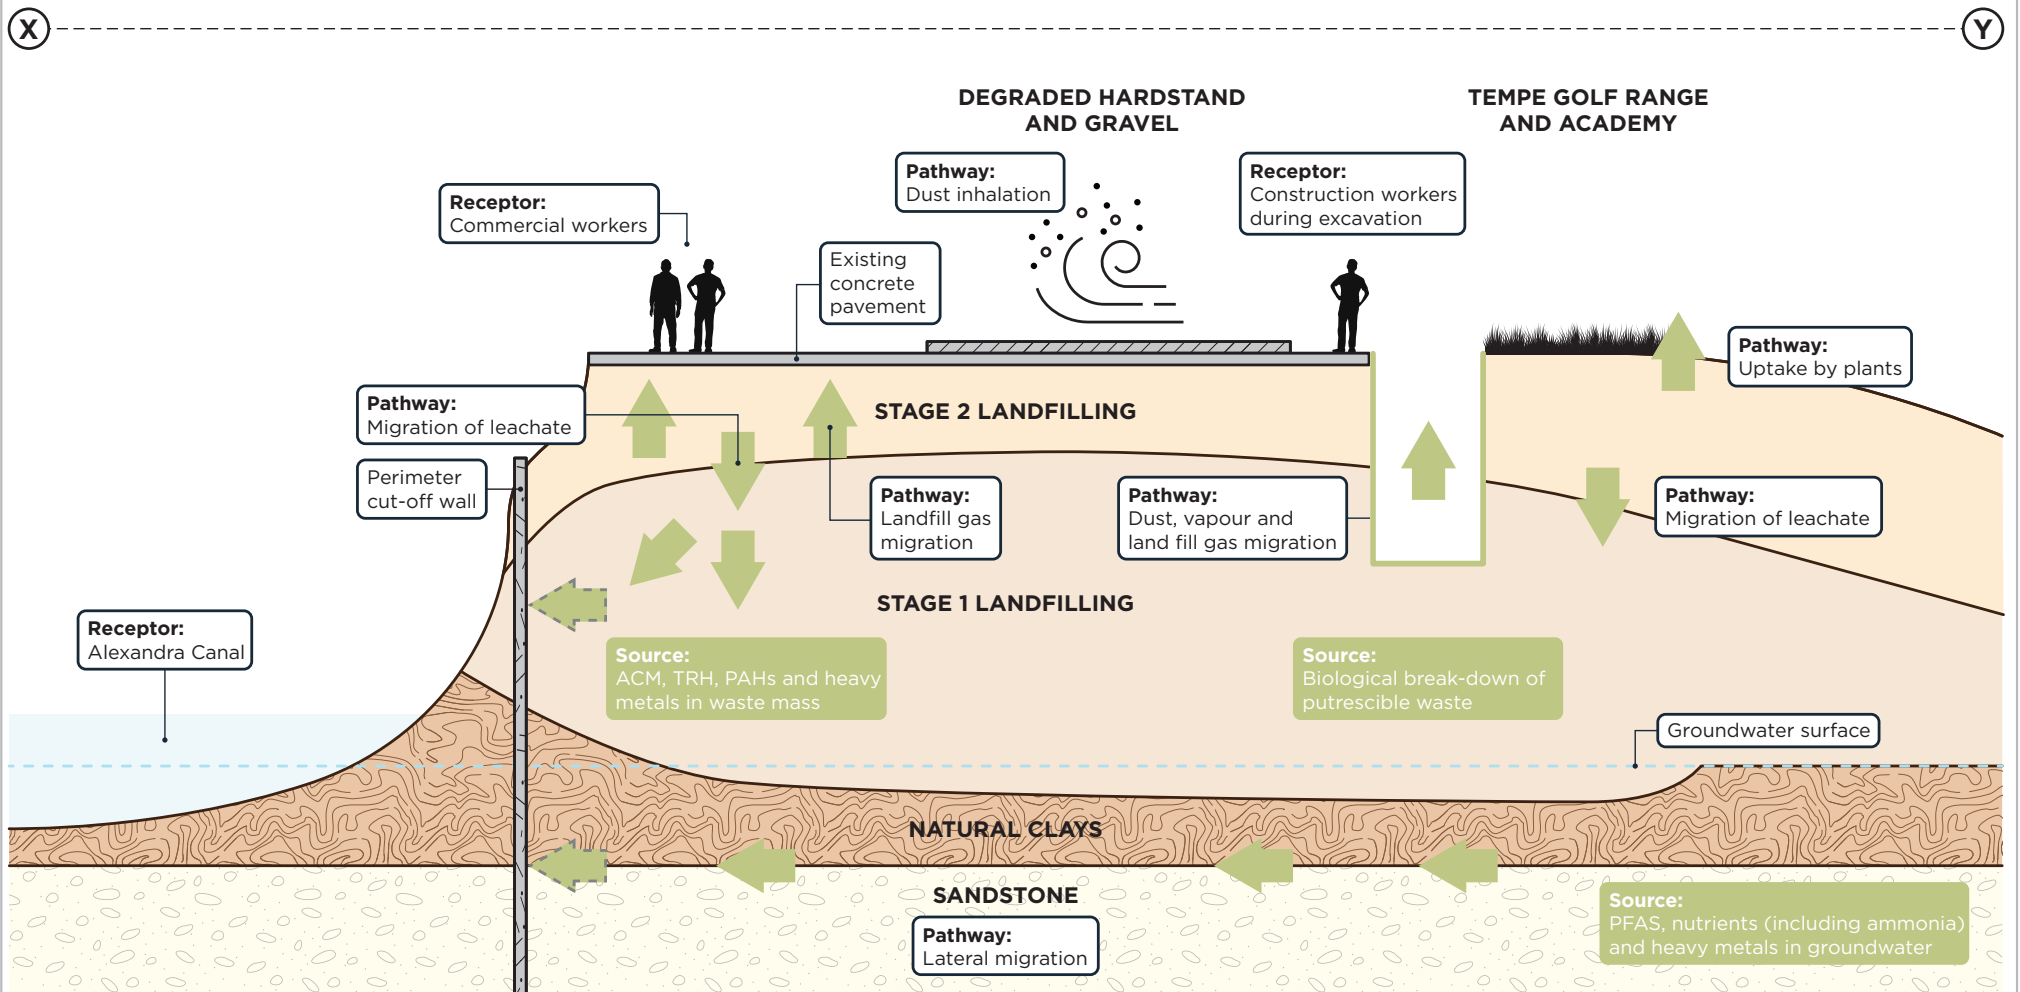 X
Y
DEGRADED HARDSTAND
AND GRAVEL
TEMPE GOLF RANGE
AND ACADEMY
Pathway:
Dust inhalation
Receptor:
Construction workers
during excavation
Receptor:
Commercial workers
Existing
concrete
pavement
Pathway:
Uptake by plants
Pathway:
Migration of leachate
STAGE 2 LANDFILLING
Perimeter
cut-off wall
Pathway:
Landfill gas
migration
Pathway:
Dust, vapour and
land fill gas migration
Pathway:
Migration of leachate
STAGE 1 LANDFILLING
Receptor:
Alexandra Canal
Source:
ACM, TRH, PAHs and heavy
metals in waste mass
Source:
Biological break-down of
putrescible waste
Groundwater surface
NATURAL CLAYS
SANDSTONE
Pathway:
Lateral migration
Source:
PFAS, nutrients (including ammonia)
and heavy metals in groundwater